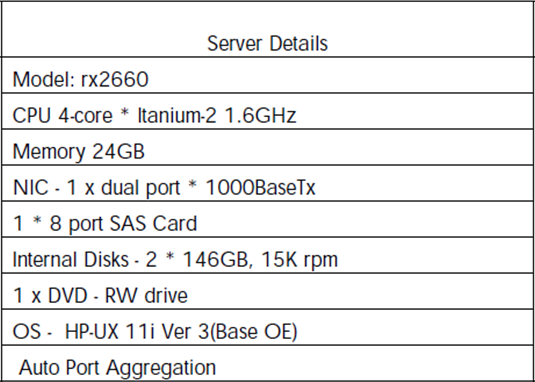 Server Details
Model: rx2660
CPU 4-core * Itanium-2 1.6GHz
Memory 24GB
NIC - 1 x dual port * 1000BaseTx
1 * 8 port SAS Card
Internal Disks - 2 * 146GB, 15K rpm
1 x DVD - RW drive
OS - HP-UX 11i Ver 3(Base OE)
Auto Port Aggregation